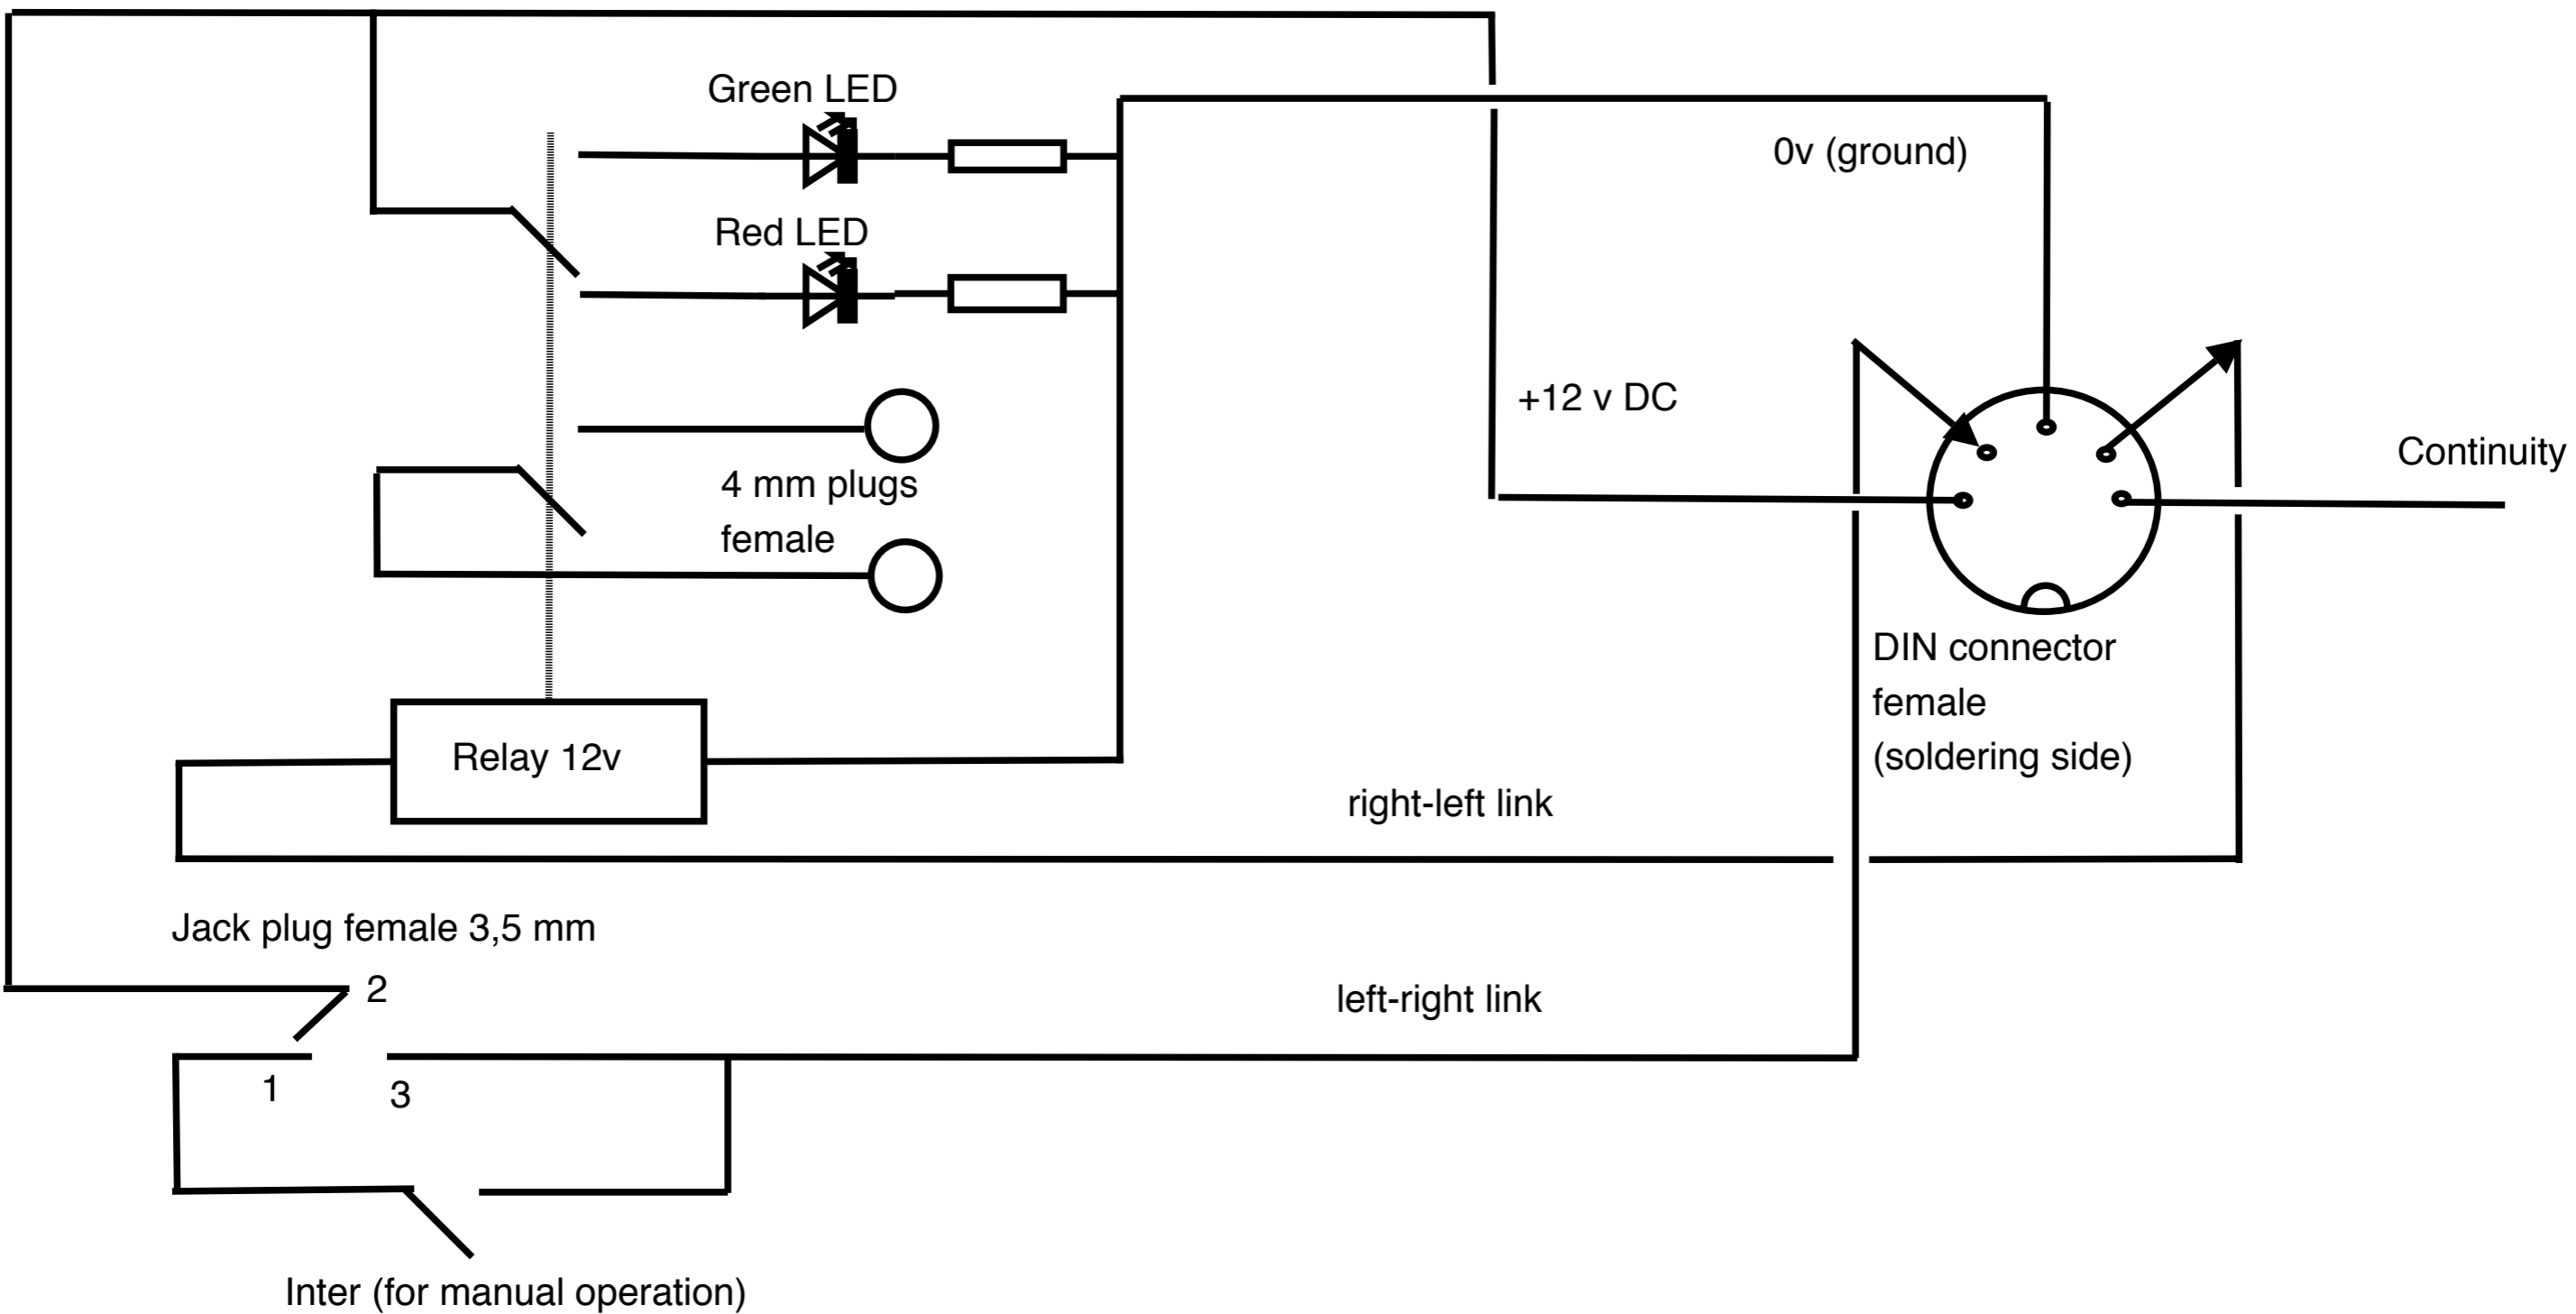 Green LED
0v (ground)
Red LED
+12 v DC
Continuity
4 mm plugs
female
DIN connector
female
(soldering side)
Relay 12v
right-left link
Jack plug female 3,5 mm
2
left-right link
1
3
Inter (for manual operation)